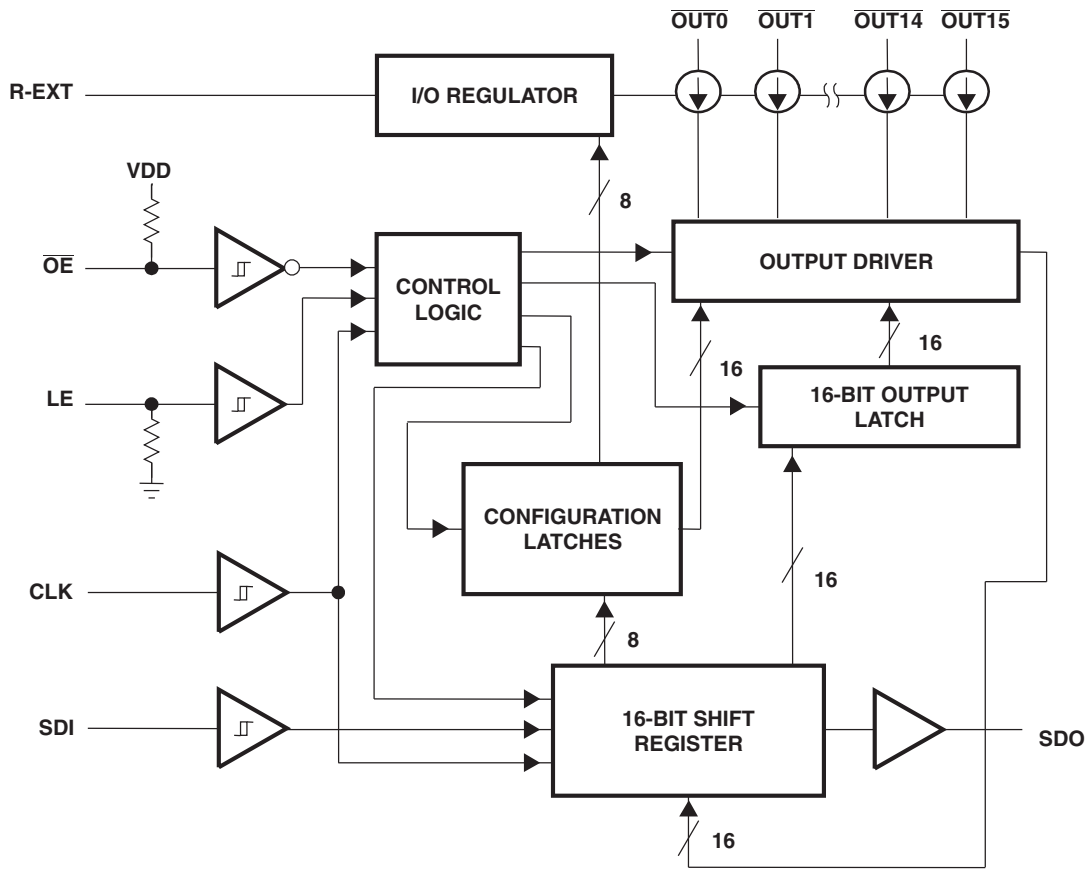 OUT0 OUT1 OUT14 OUT15
R-EXT
I/O REGULATOR
VDD
8
OE
CONTROL
LOGIC
OUTPUT DRIVER
16
16
LE
16-BIT OUTPUT
LATCH
CONFIGURATION
LATCHES
16
CLK
8
SDI
16-BIT SHIFT
REGISTER
SDO
16